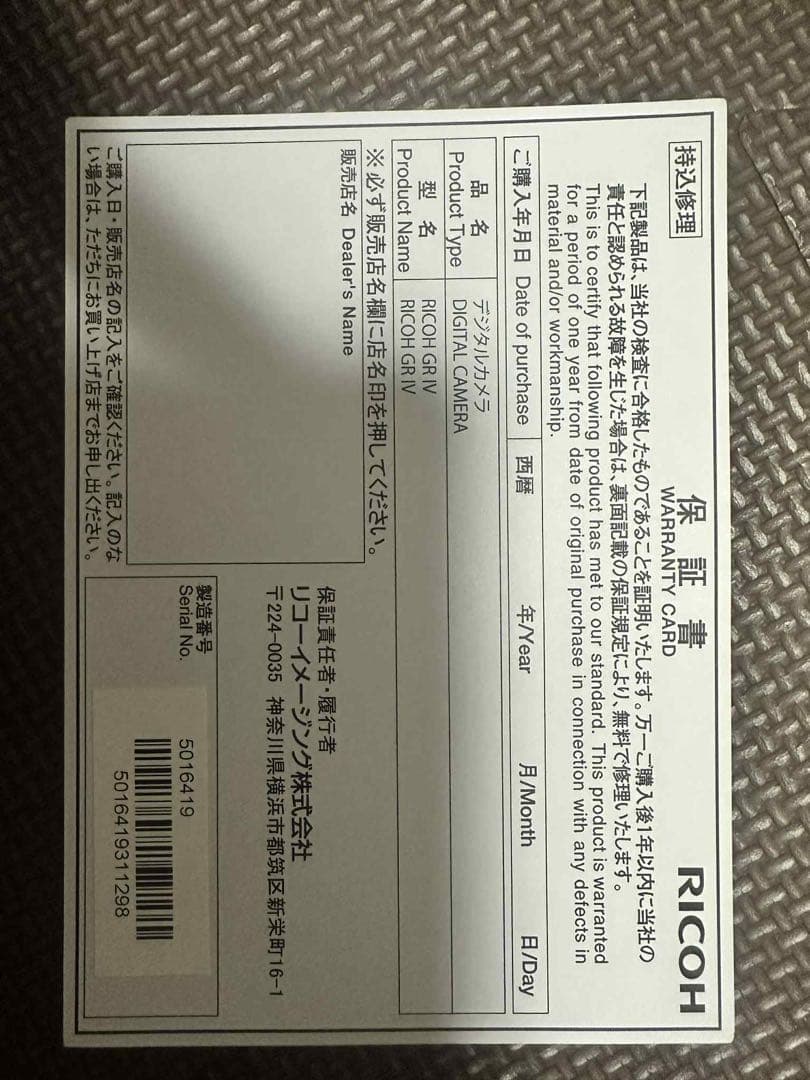 持込修理
保証書
WARRANTY CARD
RICOH
下記製品は、当社の検査に合格したものであることを証明いたします。万一ご購入後1年以内に当社の
責任と認められる故障を生じた場合は、裏面記載の保証規定により、無料で修理いたします。
This is to certify that following product has met to our standard. This product is warranted
for a period of one year from date of original purchase in connection with any defects in
material and/or workmanship.
ご購入年月日 Date of purchase 西暦 年/Year 月/Month 日/Day
品名 デジタルカメラ
Product Type DIGITAL CAMERA
型名 RICOH GR IV
Product Name RICOH GR IV
※必ず販売店名欄に店名印を押してください。
販売店名 Dealer's Name
保証責任者・履行者
リコーイメージング株式会社
〒224-0035 神奈川県横浜市都筑区新栄町16-1
製造番号
Serial No.
5016419
5016419311298
ご購入日・販売店名の記入をご確認ください。記入のな
い場合は、ただちにお買い上げ店までお申し出ください。